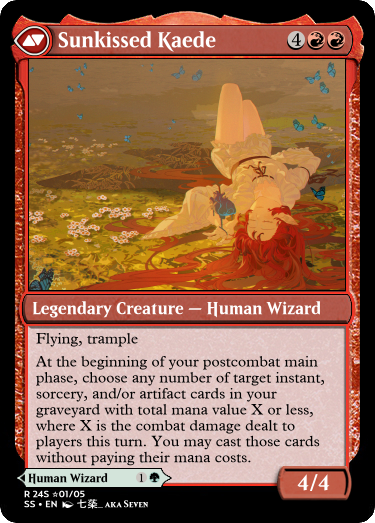 Sunkissed Kaede 4
Legendary Creature — Human Wizard
Flying, trample
At the beginning of your postcombat main
phase, choose any number of target instant,
sorcery, and/or artifact cards in your
graveyard with total mana value X or less,
where X is the combat damage dealt to
players this turn. You may cast those cards
without paying their mana costs.
Human Wizard 1
4/4
R 24S ☆01/05
SS • EN 七柒_ AKA SEVEN